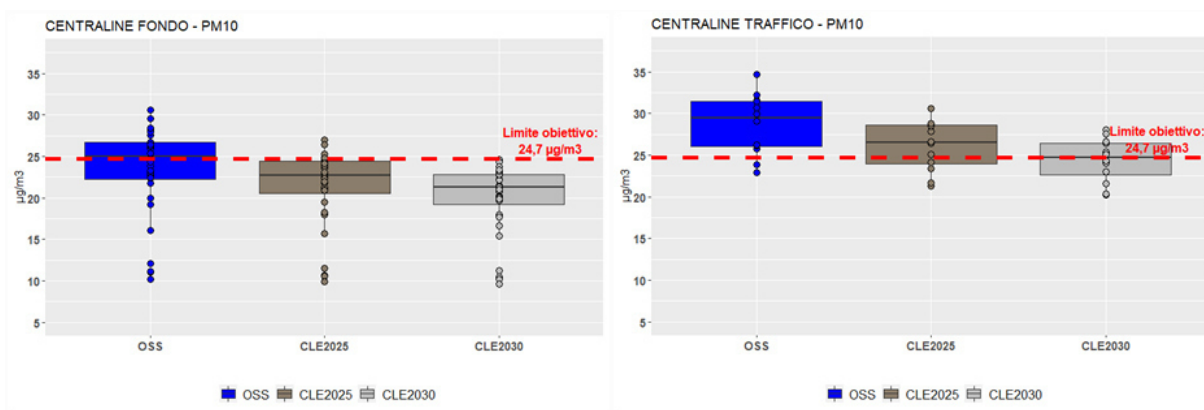 CENTRALINE FONDO - PM10
35
30
25
20
15
10
5
µg/m3
Limite obiettivo:
24,7 µg/m3
OSS
CLE2025
CLE2030
OSS CLE2025 CLE2030
CENTRALINE TRAFFICO - PM10
35
30
25
20
15
10
5
µg/m3
Limite obiettivo:
24,7 µg/m3
OSS
CLE2025
CLE2030
OSS CLE2025 CLE2030